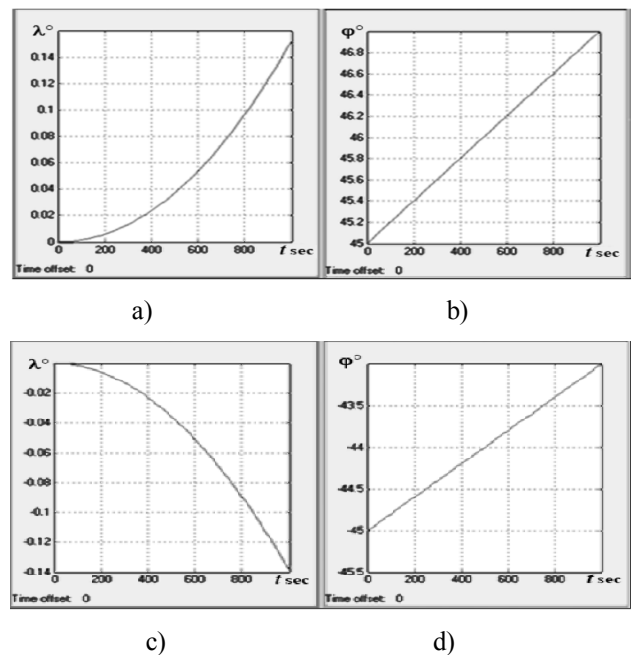 λ°
0.14
0.12
0.1
0.08
0.06
0.04
0.02
0
0 200 400 600 800 t sec
Time offset: 0
a)
φ°
46.8
46.6
46.4
46.2
46
45.8
45.6
45.4
45.2
45
0 200 400 600 800 t sec
Time offset: 0
b)
λ°
-0.02
-0.04
-0.06
-0.08
-0.1
-0.12
-0.14
0 200 400 600 800 t sec
Time offset: 0
c)
φ°
-43.5
-44
-44.5
-45
-45.5
0 200 400 600 800 t sec
Time offset: 0
d)